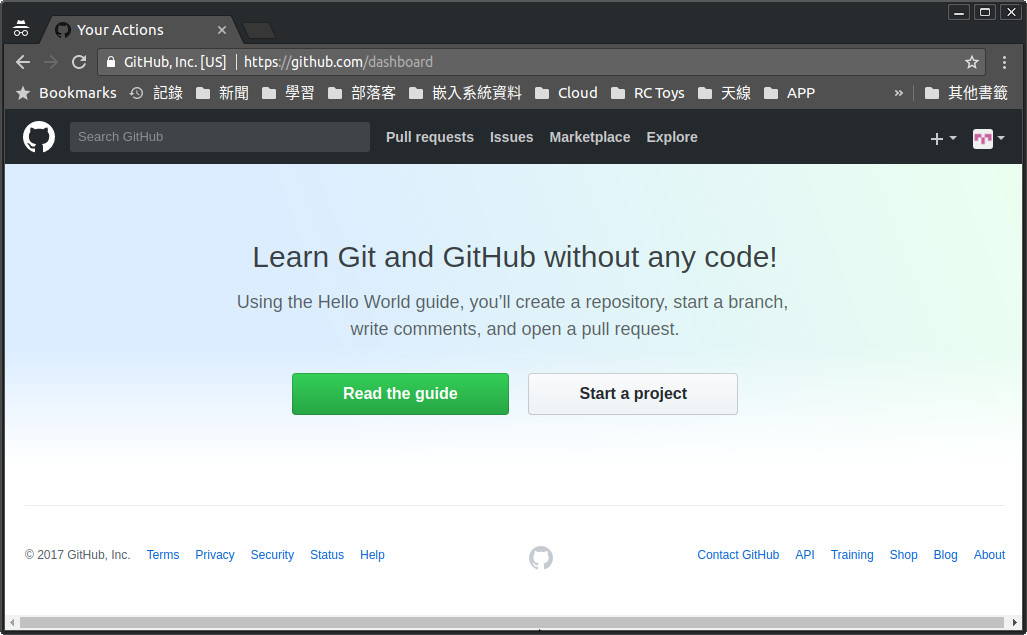 Your Actions
GitHub, Inc. [US] https://github.com/dashboard
Bookmarks 記錄 新聞 學習 部落客 嵌入系統資料 Cloud RC Toys 天線 APP » 其他書籤
Search GitHub Pull requests Issues Marketplace Explore
Learn Git and GitHub without any code!
Using the Hello World guide, you’ll create a repository, start a branch,
write comments, and open a pull request.
Read the guide Start a project
© 2017 GitHub, Inc. Terms Privacy Security Status Help Contact GitHub API Training Shop Blog About